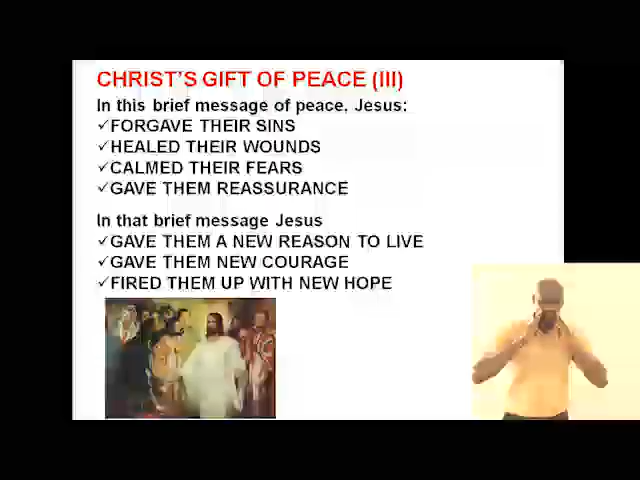 CHRIST'S GIFT OF PEACE (III)
In this brief message of peace, Jesus:
✓FORGAVE THEIR SINS
✓HEALED THEIR WOUNDS
✓CALMED THEIR FEARS
✓GAVE THEM REASSURANCE
In that brief message Jesus
✓GAVE THEM A NEW REASON TO LIVE
✓GAVE THEM NEW COURAGE
✓FIRED THEM UP WITH NEW HOPE